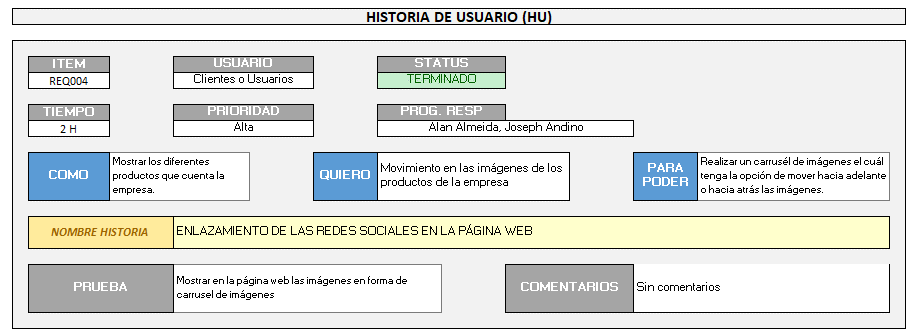 HISTORIA DE USUARIO (HU)
ITEM
REQ004
USUARIO
Clientes o Usuarios
STATUS
TERMINADO
TIEMPO
2 H
PRIORIDAD
Alta
PROG. RESP
Alan Almeida, Joseph Andino
COMO
Mostrar los diferentes
productos que cuenta la
empresa.
QUIERO
Movimiento en las imágenes de los
productos de la empresa
PARA
PODER
Realizar un carrusél de imágenes el cuál
tenga la opción de mover hacia adelante
o hacia atrás las imágenes.
NOMBRE HISTORIA
ENLAZAMIENTO DE LAS REDES SOCIALES EN LA PÁGINA WEB
PRUEBA
Mostrar en la página web las imágenes en forma de
carrusel de imágenes
COMENTARIOS
Sin comentarios